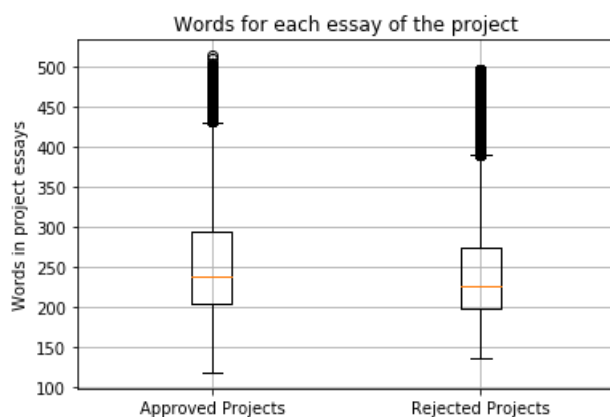 Words for each essay of the project
Words in project essays
500
450
400
350
300
250
200
150
100
Approved Projects
Rejected Projects